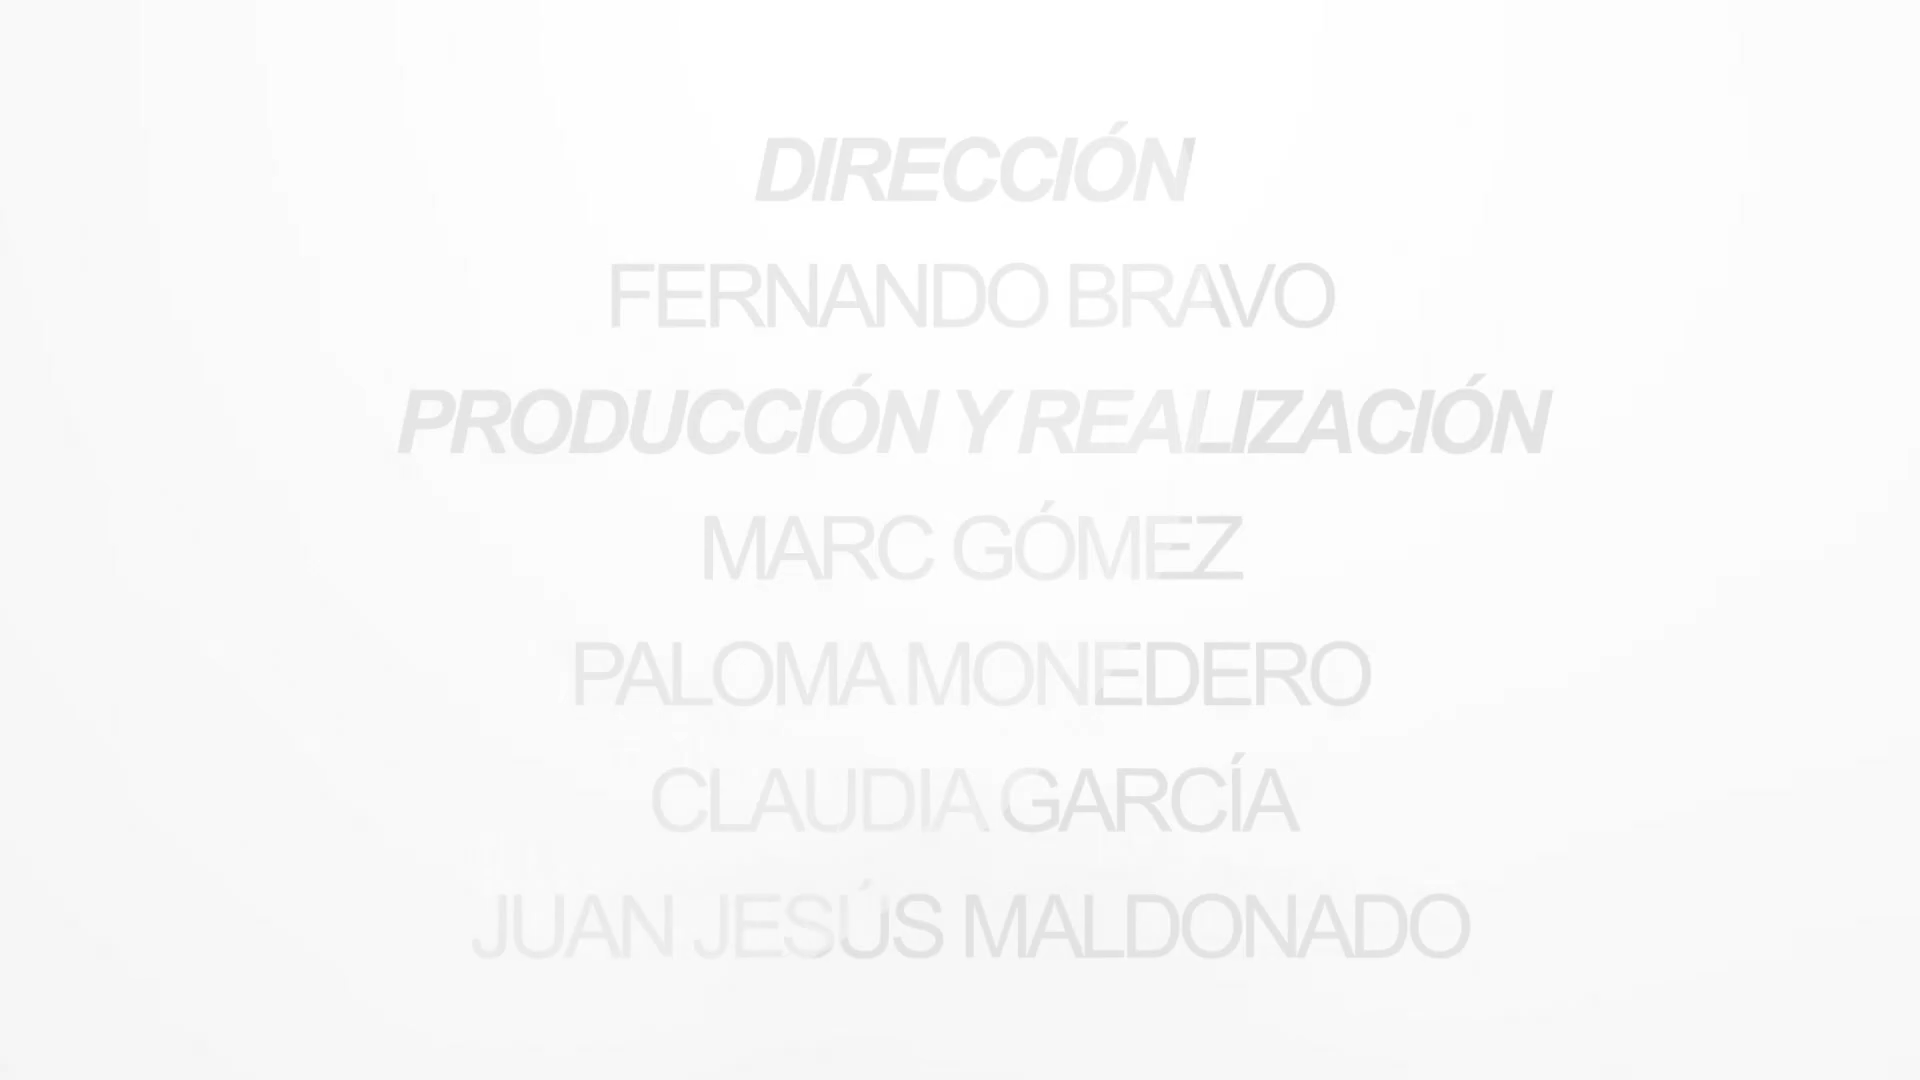 DIRECCIÓN
FERNANDO BRAVO
PRODUCCIÓN Y REALIZACIÓN
MARC GÓMEZ
PALOMA MONEDERO
CLAUDIA GARCÍA
JUAN JESÚS MALDONADO